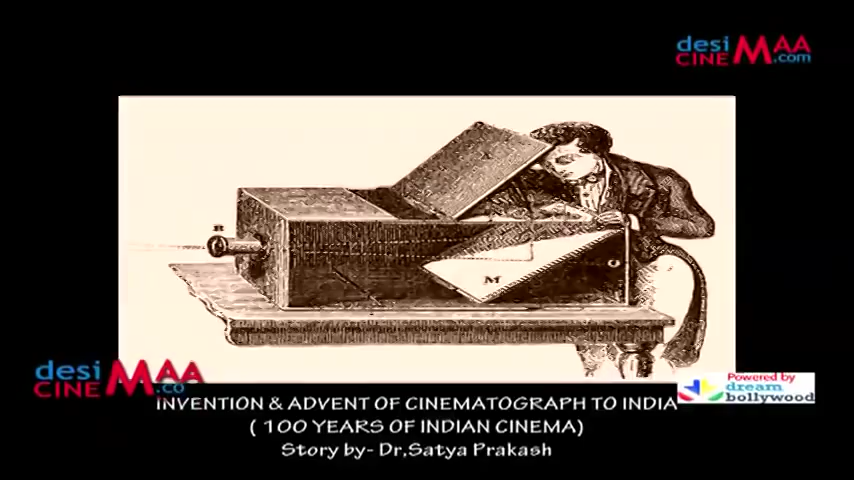 desi
CINEMAA
.com
B
M
O
desi
CINEMAA
.co
Powered by
dream
bollywood
INVENTION & ADVENT OF CINEMATOGRAPH TO INDIA
( 100 YEARS OF INDIAN CINEMA)
Story by- Dr,Satya Prakash